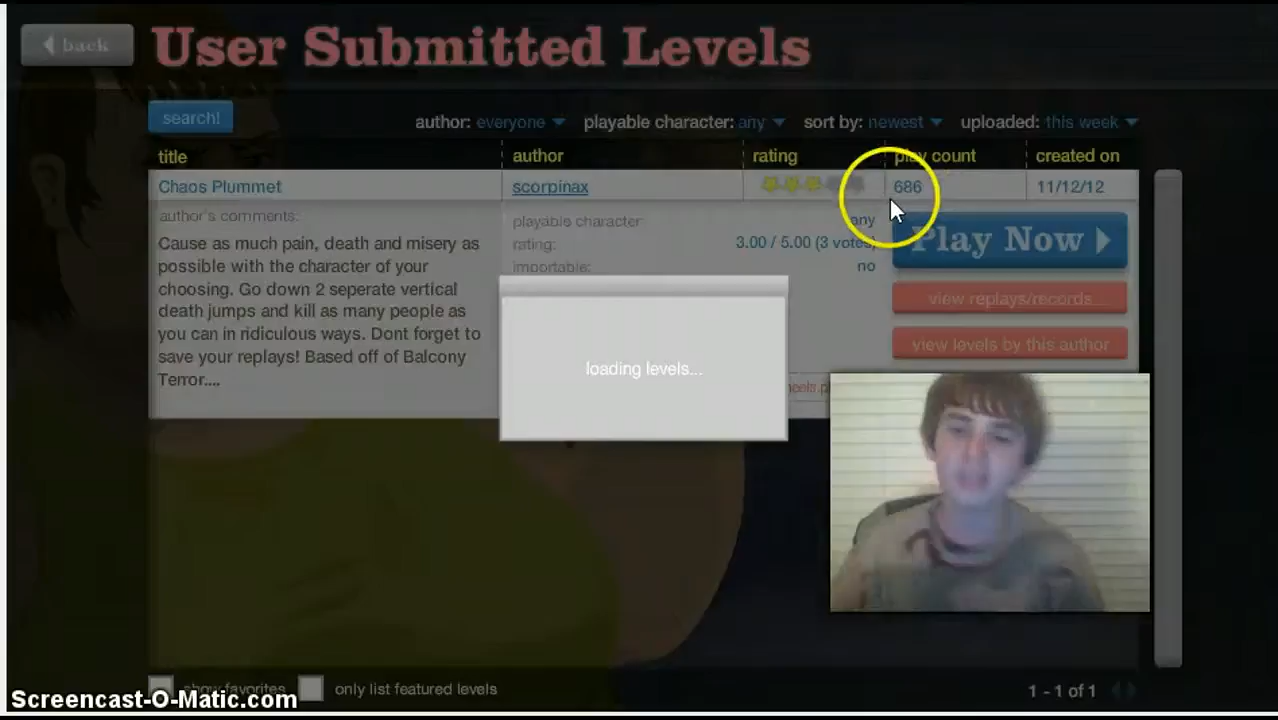 back
User Submitted Levels
search!
author: everyone
playable character: any
sort by: newest
uploaded: this week
title
author
rating
play count
created on
Chaos Plummet
scorpinax
686
11/12/12
author's comments:
Cause as much pain, death and misery as
possible with the character of your
choosing. Go down 2 seperate vertical
death jumps and kill as many people as
you can in ridiculous ways. Dont forget to
save your replays! Based off of Balcony
Terror....
playable character: any
rating: 3.00 / 5.00 (3 votes)
importable: no
Play Now
view replays/records...
view levels by this author
loading levels...
show favorites
only list featured levels
1 - 1 of 1
Screencast-O-Matic.com